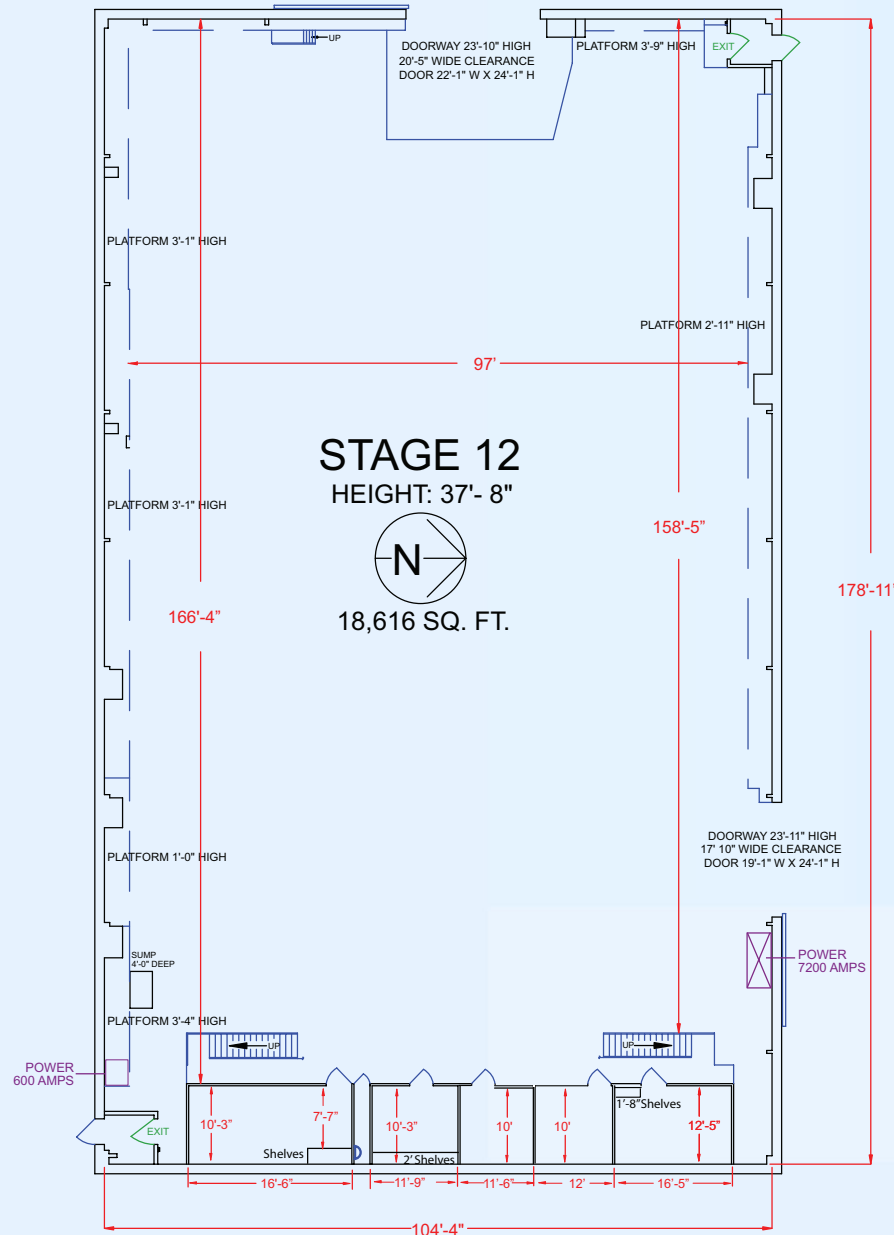 UP
DOORWAY 23'-10" HIGH
20'-5" WIDE CLEARANCE
DOOR 22'-1" W X 24'-1" H
PLATFORM 3'-9" HIGH
EXIT
PLATFORM 3'-1" HIGH
PLATFORM 2'-11" HIGH
97’
STAGE 12
HEIGHT: 37'- 8"
N
18,616 SQ. FT.
PLATFORM 3'-1" HIGH
158’-5”
166’-4”
178’-11’
PLATFORM 1'-0" HIGH
DOORWAY 23'-11" HIGH
17' 10" WIDE CLEARANCE
DOOR 19'-1" W X 24'-1" H
SUMP
4'-0" DEEP
POWER
7200 AMPS
PLATFORM 3'-4" HIGH
UP
UP
POWER
600 AMPS
EXIT
10’-3”
7’-7”
Shelves
10’-3”
2’ Shelves
10’
10’
1’-8”Shelves
12’-5”
16’-6”
11’-9”
11’-6”
12’
16’-5”
104’-4”